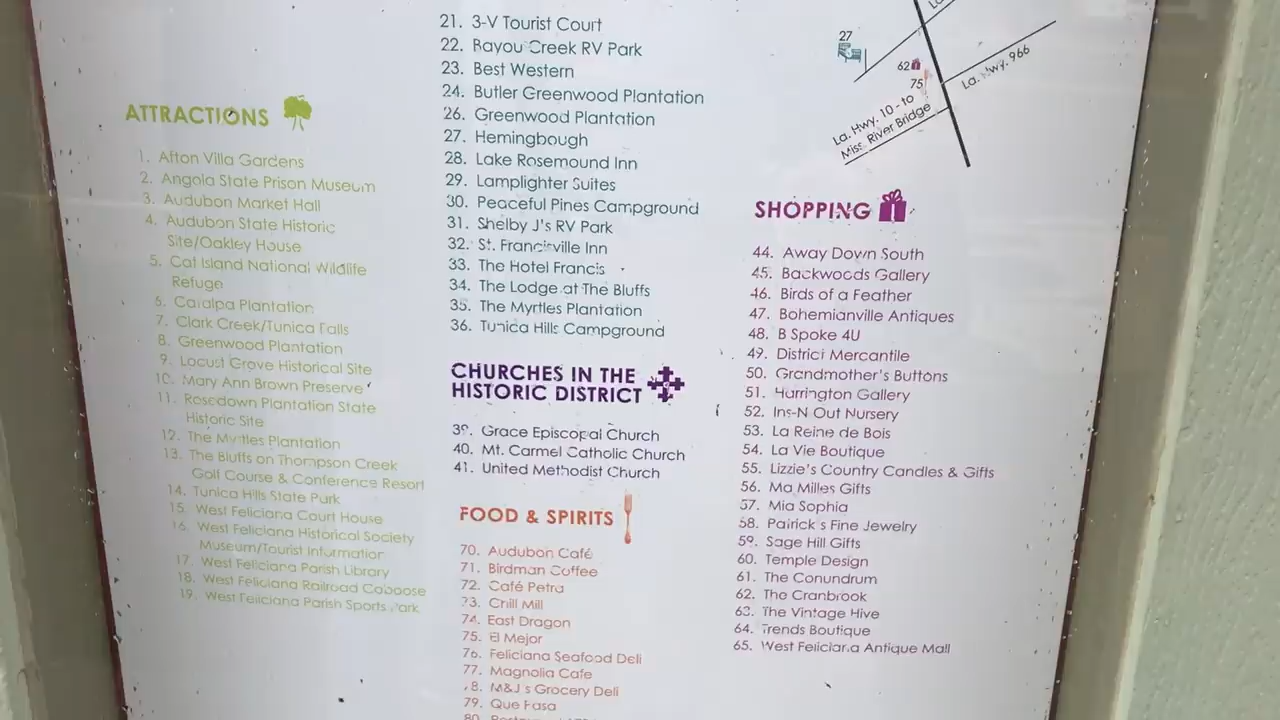 ATTRACTIONS
1. Afton Villa Gardens
2. Angola State Prison Museum
3. Audubon Market Hall
4. Audubon State Historic
Site/Oakley House
5. Cat Island National Wildlife
Refuge
6. Catalpa Plantation
7. Clark Creek/Tunica Falls
8. Greenwood Plantation
9. Locust Grove Historical Site
10. Mary Ann Brown Preserve
11. Rosedown Plantation State
Historic Site
12. The Myrtles Plantation
13. The Bluffs on Thompson Creek
Golf Course & Conference Resort
14. Tunica Hills State Park
15. West Feliciana Court House
16. West Feliciana Historical Society
Museum/Tourist Information
17. West Feliciana Parish Library
18. West Feliciana Railroad Caboose
19. West Feliciana Parish Sports Park
21. 3-V Tourist Court
22. Bayou Creek RV Park
23. Best Western
24. Butler Greenwood Plantation
26. Greenwood Plantation
27. Hemingbough
28. Lake Rosemound Inn
29. Lamplighter Suites
30. Peaceful Pines Campground
31. Shelby J's RV Park
32. St. Francisville Inn
33. The Hotel Francis
34. The Lodge at The Bluffs
35. The Myrtles Plantation
36. Tunica Hills Campground
CHURCHES IN THE
HISTORIC DISTRICT
39. Grace Episcopal Church
40. Mt. Carmel Catholic Church
41. United Methodist Church
FOOD & SPIRITS
70. Audubon Café
71. Birdman Coffee
72. Café Petra
73. Chill Mill
74. East Dragon
75. El Mejor
76. Feliciana Seafood Deli
77. Magnolia Cafe
78. M&J's Grocery Deli
79. Que Pasa
80.
27
62
75
La. Hwy. 966
La. Hwy. 10 - to
Miss. River Bridge
SHOPPING
44. Away Down South
45. Backwoods Gallery
46. Birds of a Feather
47. Bohemianville Antiques
48. B Spoke 4U
49. District Mercantile
50. Grandmother's Buttons
51. Harrington Gallery
52. Ins-N Out Nursery
53. La Reine de Bois
54. La Vie Boutique
55. Lizzie's Country Candles & Gifts
56. Ma Milles Gifts
57. Mia Sophia
58. Patrick's Fine Jewelry
59. Sage Hill Gifts
60. Temple Design
61. The Conundrum
62. The Cranbrook
63. The Vintage Hive
64. Trends Boutique
65. West Feliciana Antique Mall